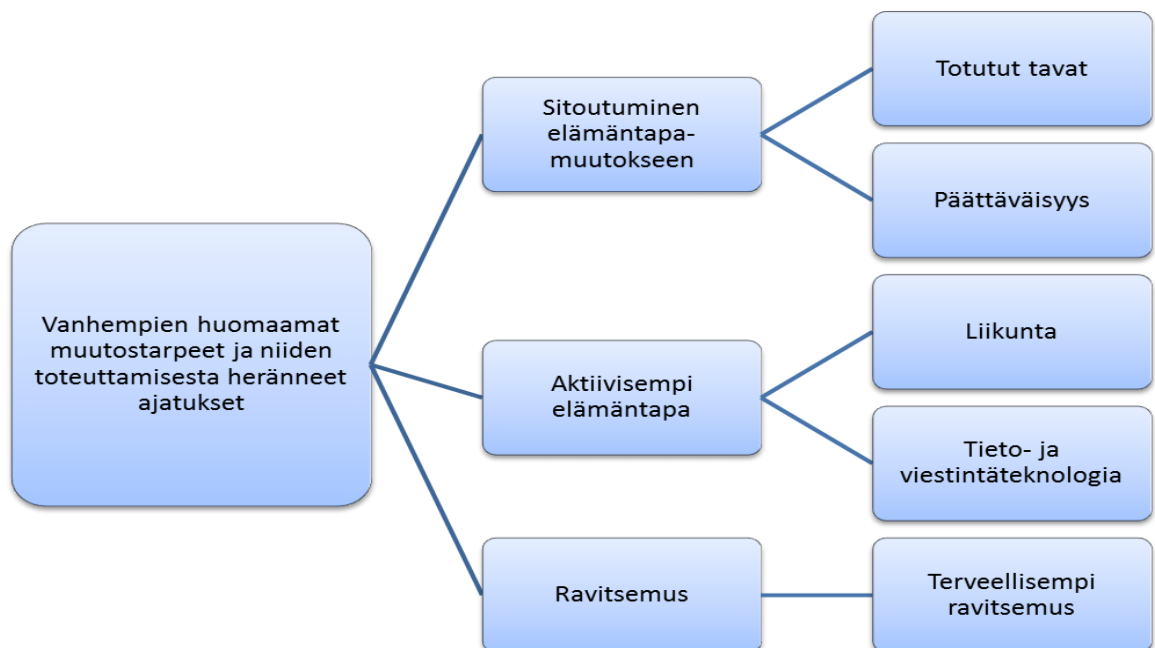 Vanhempien huomaamat
muutostarpeet ja niiden
toteuttamisesta heränneet
ajatukset
Sitoutuminen
elämäntapa-
muutokseen
Totutut tavat
Päättäväisyys
Aktiivisempi
elämäntapa
Liikunta
Tieto- ja
viestintäteknologia
Ravitsemus
Terveellisempi
ravitsemus